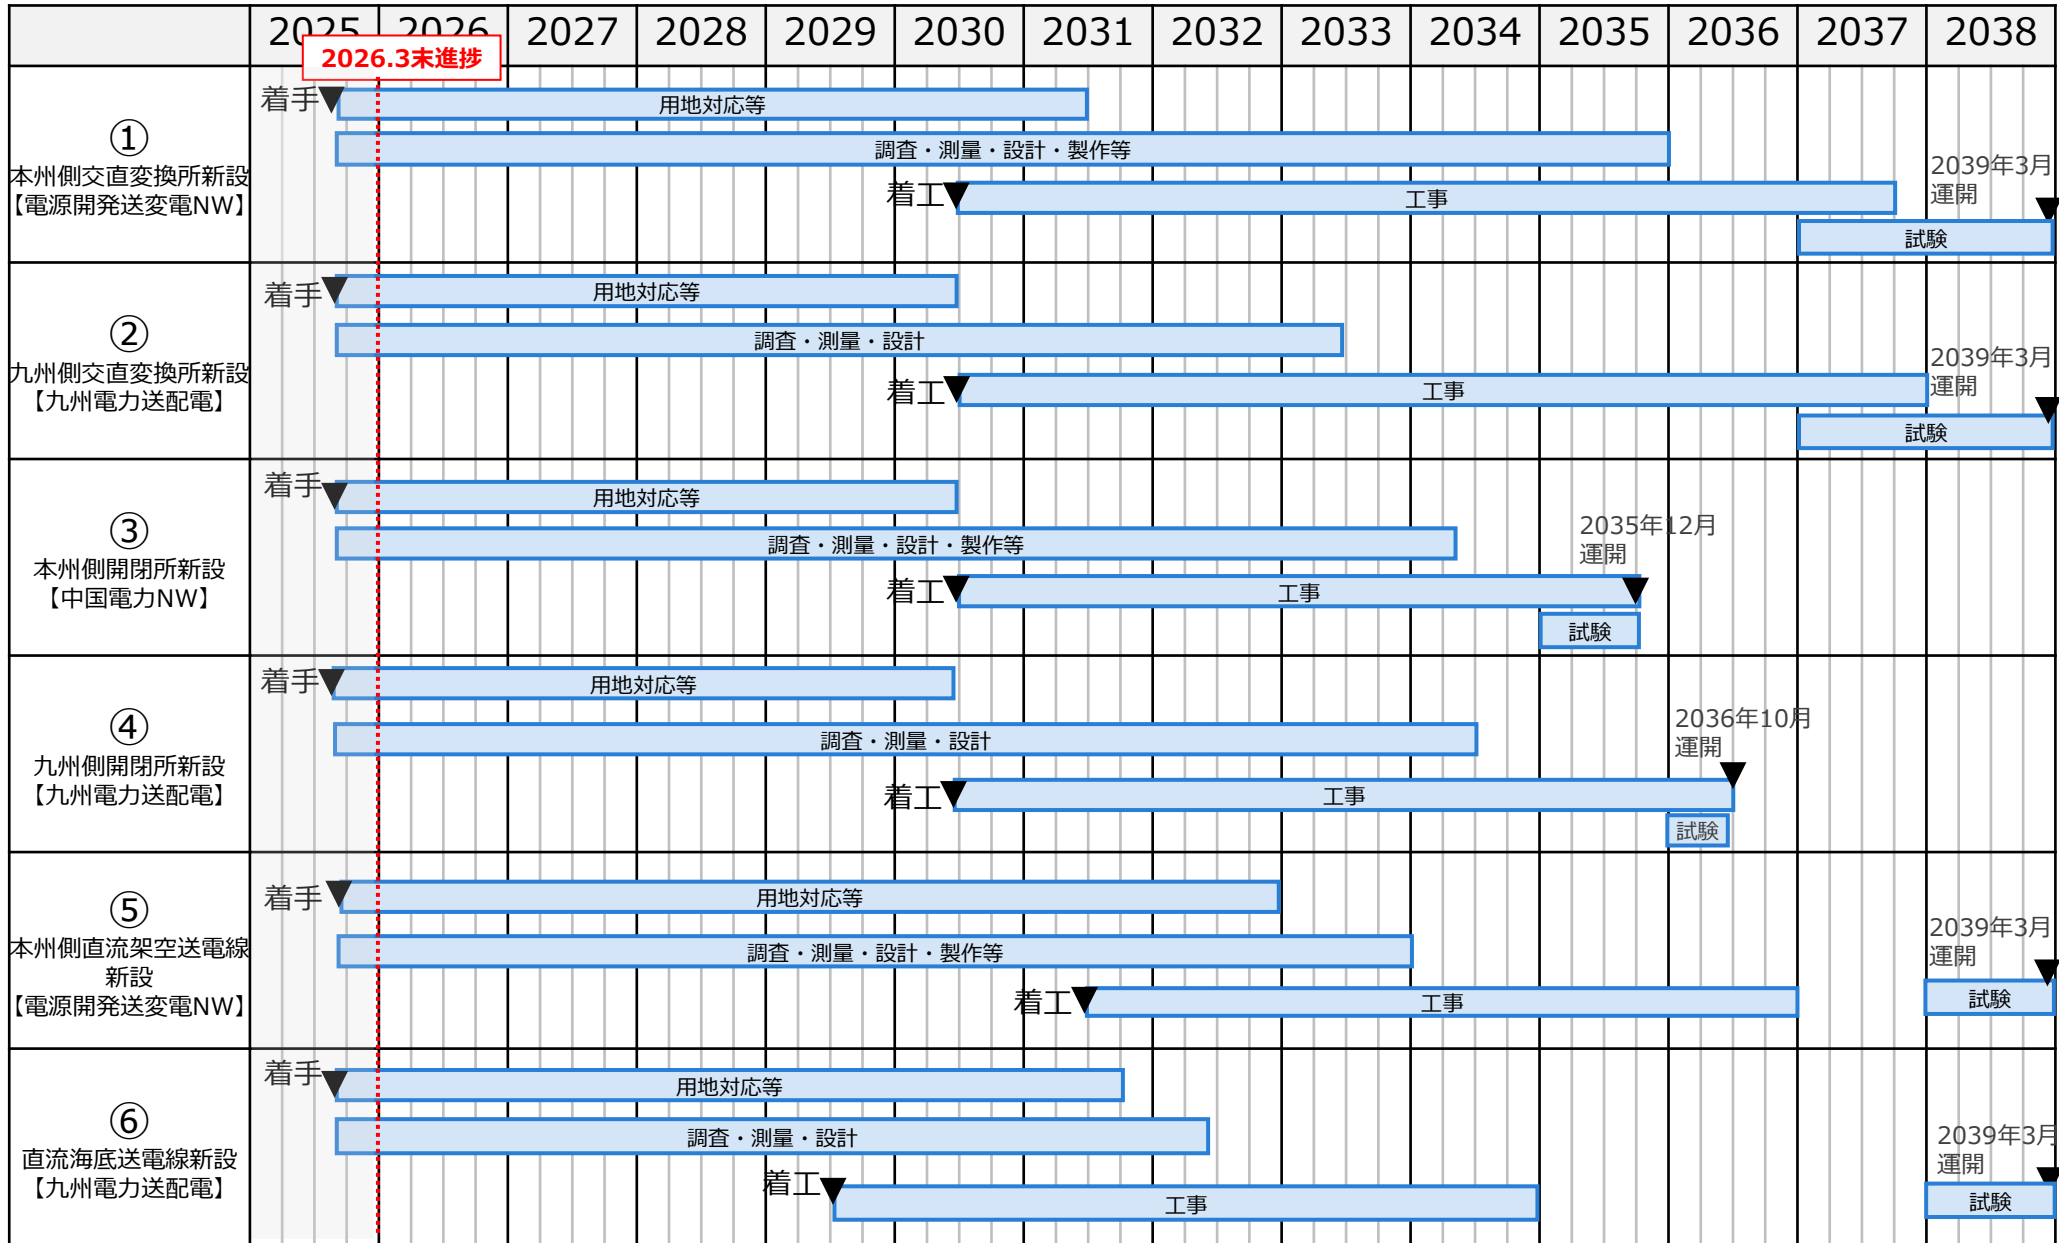 2025 2026 2027 2028 2029 2030 2031 2032 2033 2034 2035 2036 2037 2038
2026.3末進捗
①
本州側交直変換所新設
【電源開発送変電NW】
着手
用地対応等
調査・測量・設計・製作等
着工
工事
2039年3月
運開
試験
②
九州側交直変換所新設
【九州電力送配電】
着手
用地対応等
調査・測量・設計
着工
工事
2039年3月
運開
試験
③
本州側開閉所新設
【中国電力NW】
着手
用地対応等
調査・測量・設計・製作等
2035年12月
運開
着工
工事
試験
④
九州側開閉所新設
【九州電力送配電】
着手
用地対応等
調査・測量・設計
2036年10月
運開
着工
工事
試験
⑤
本州側直流架空送電線
新設
【電源開発送変電NW】
着手
用地対応等
調査・測量・設計・製作等
着工
工事
2039年3月
運開
試験
⑥
直流海底送電線新設
【九州電力送配電】
着手
用地対応等
調査・測量・設計
着工
工事
2039年3月
運開
試験